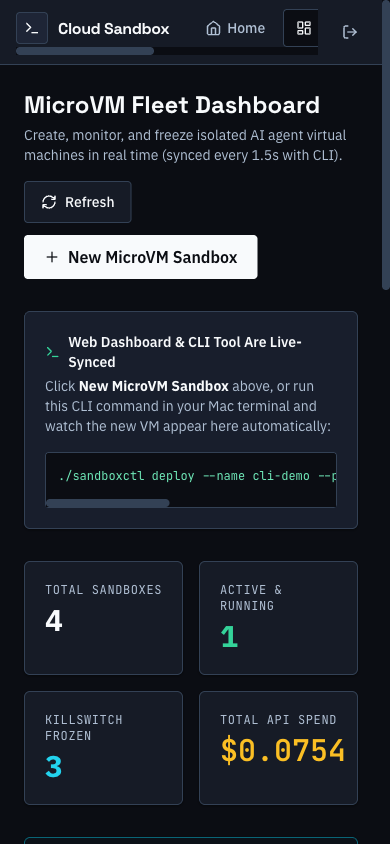 Cloud Sandbox
Home
MicroVM Fleet Dashboard
Create, monitor, and freeze isolated AI agent virtual
machines in real time (synced every 1.5s with CLI).
Refresh
New MicroVM Sandbox
Web Dashboard & CLI Tool Are Live-
Synced
Click New MicroVM Sandbox above, or run
this CLI command in your Mac terminal and
watch the new VM appear here automatically:
./sandboxctl deploy --name cli-demo --p
TOTAL SANDBOXES
4
ACTIVE &
RUNNING
1
KILLSWITCH
FROZEN
3
TOTAL API SPEND
$0.0754